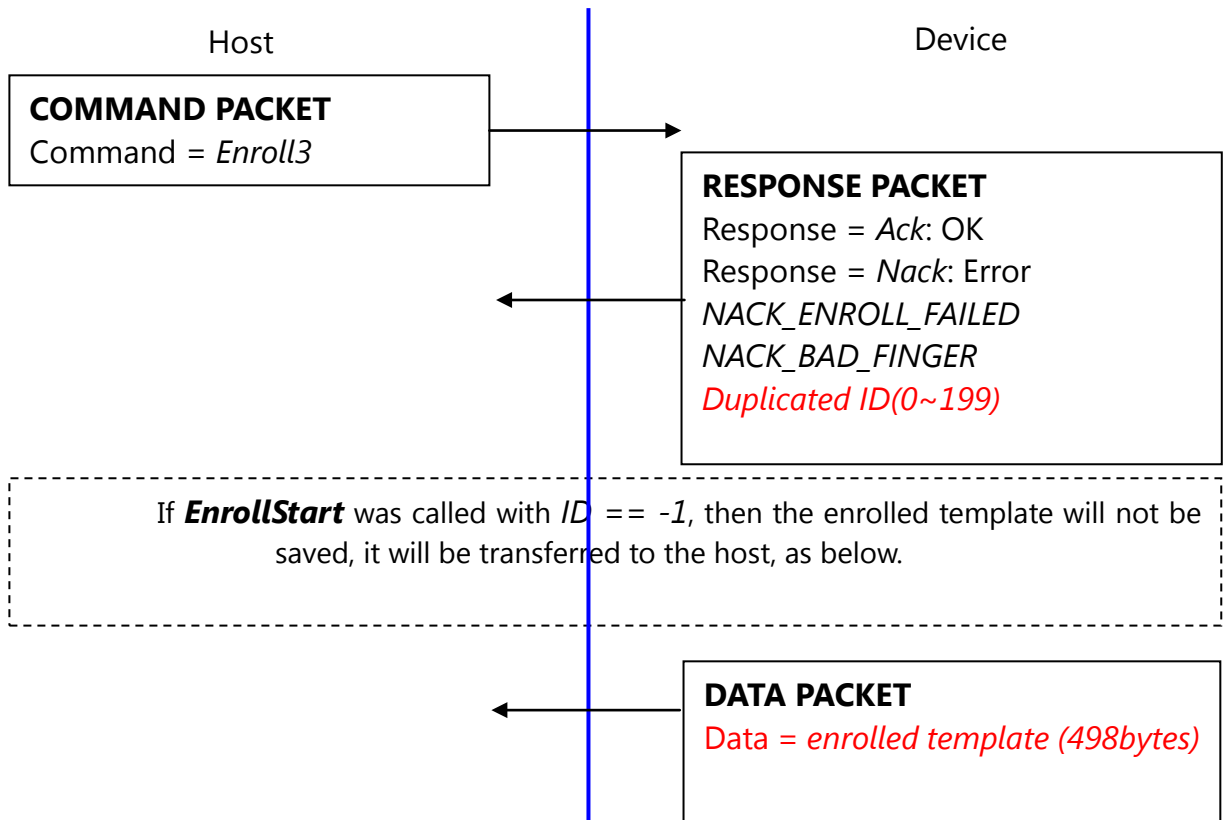 Host
Device
COMMAND PACKET
Command = Enroll3
RESPONSE PACKET
Response = Ack: OK
Response = Nack: Error
NACK_ENROLL_FAILED
NACK_BAD_FINGER
Duplicated ID(0~199)
If EnrollStart was called with ID == -1, then the enrolled template will not be
saved, it will be transferred to the host, as below.
DATA PACKET
Data = enrolled template (498bytes)